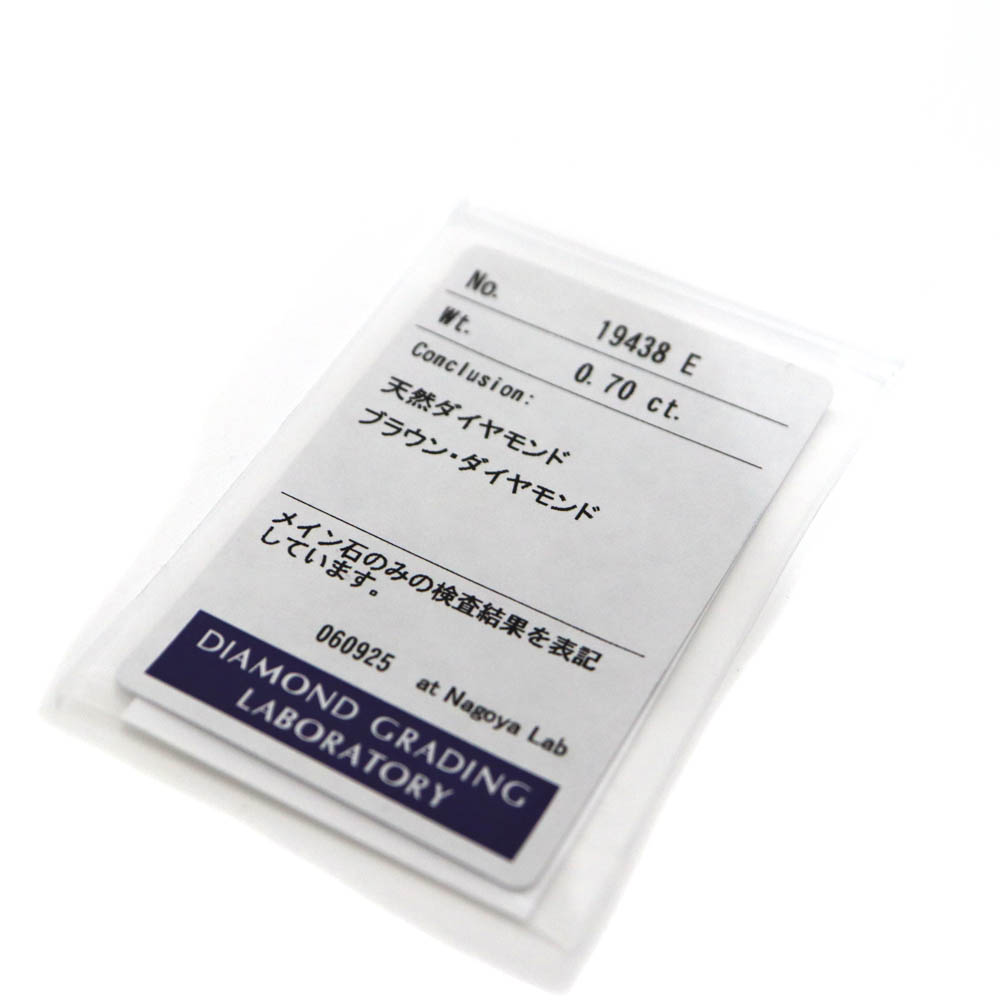 No. 19438 E
Wt. 0.70 ct.
Conclusion:
天然ダイヤモンド
ブラウン・ダイヤモンド
メイン石のみの検査結果を表記
しています。
060925 at Nagoya Lab
DIAMOND GRADING
LABORATORY